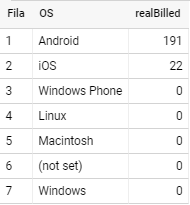 Fila OS realBilled
1 Android 191
2 iOS 22
3 Windows Phone 0
4 Linux 0
5 Macintosh 0
6 (not set) 0
7 Windows 0